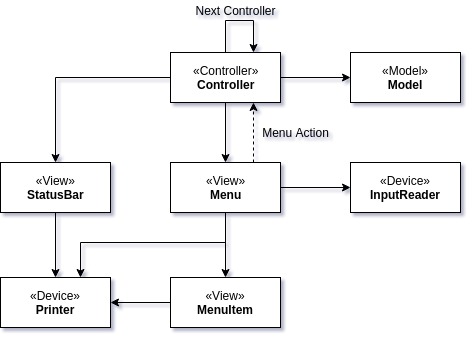 Next Controller
«Controller»
Controller
«Model»
Model
Menu Action
«View»
StatusBar
«View»
Menu
«Device»
InputReader
«Device»
Printer
«View»
MenuItem